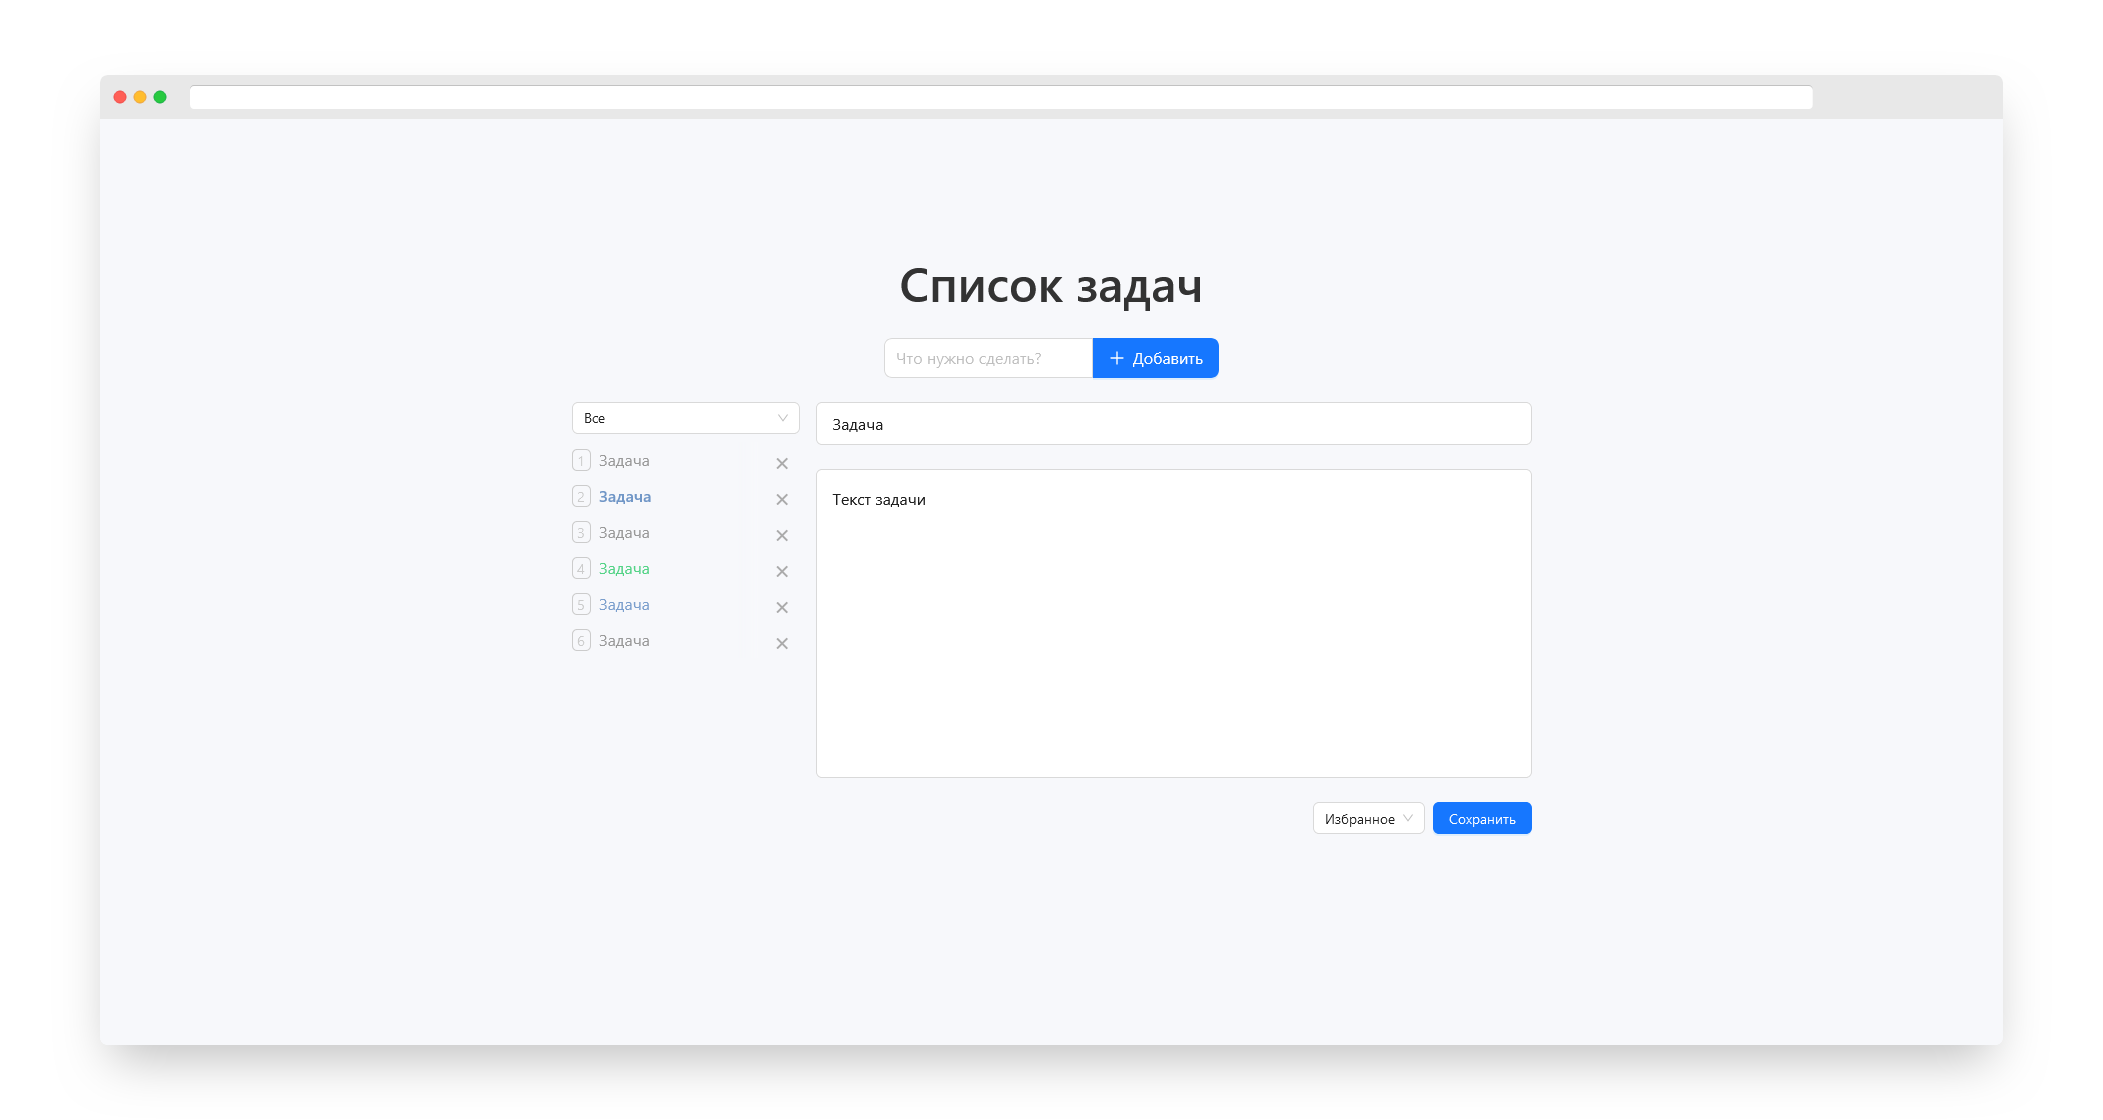 Список задач
Что нужно сделать?
Добавить
Все
1 Задача
2 Задача
3 Задача
4 Задача
5 Задача
6 Задача
Задача
Текст задачи
Избранное
Сохранить